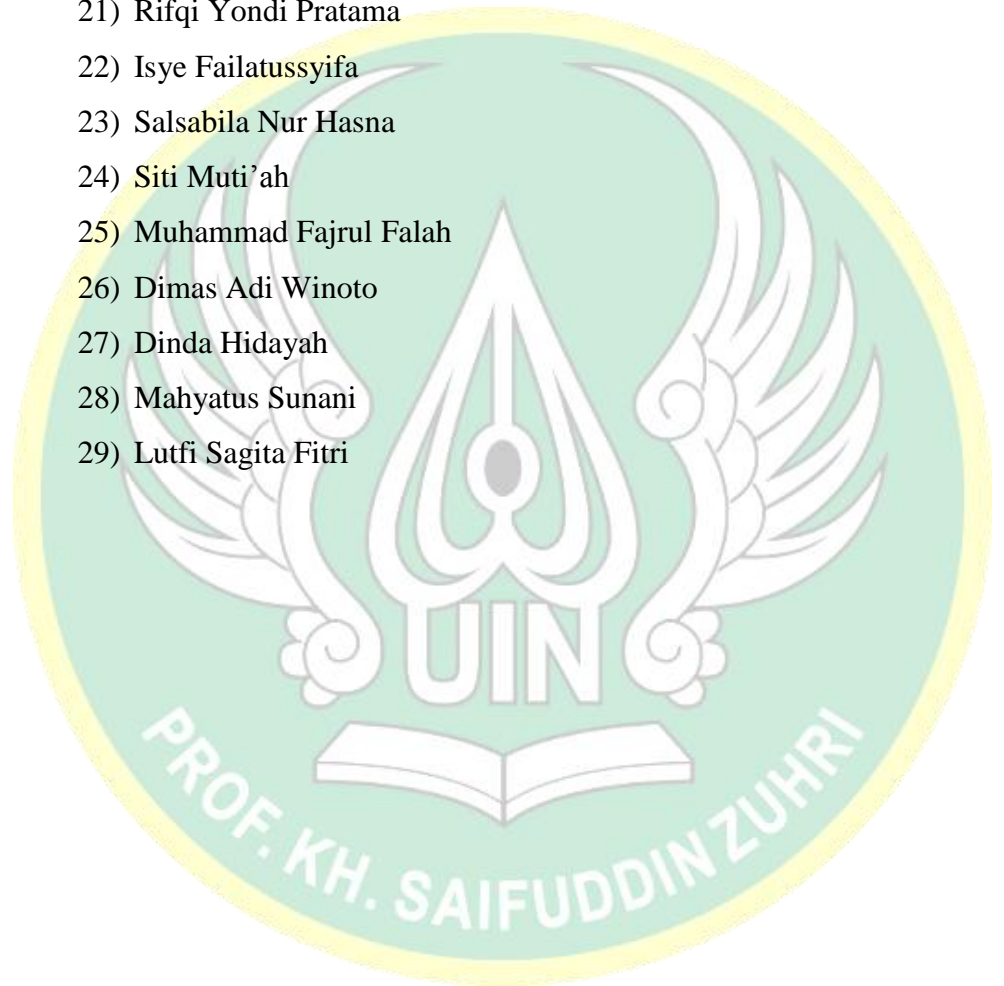 21) Rifqi Yondi Pratama
22) Isye Failatussyifa
23) Salsabila Nur Hasna
24) Siti Muti’ah
25) Muhammad Fajrul Falah
26) Dimas Adi Winoto
27) Dinda Hidayah
28) Mahyatus Sunani
29) Lutfi Sagita Fitri
UIN
PROF. KH. SAIFUDDIN ZUHRI